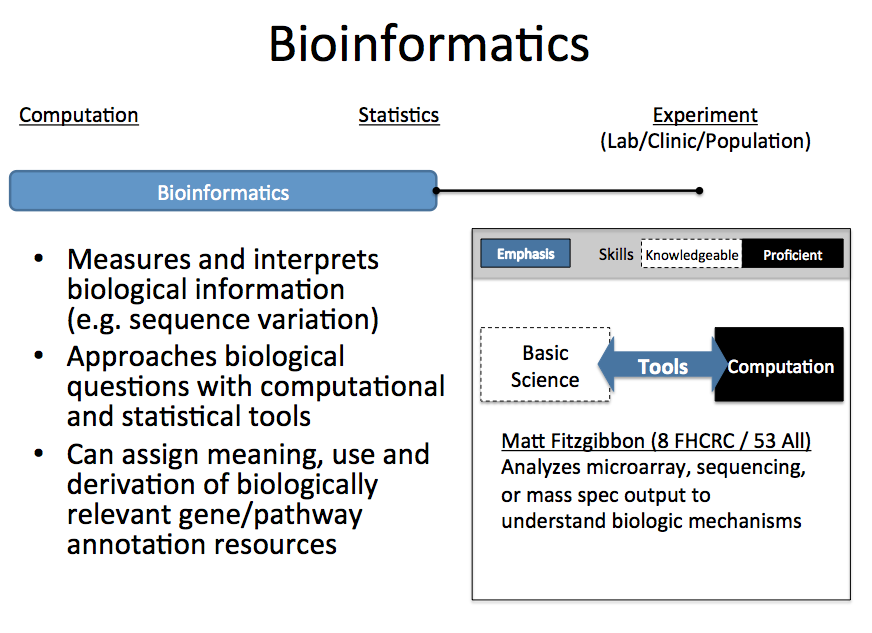 Bioinformatics
Computation
Statistics
Experiment
(Lab/Clinic/Population)
Bioinformatics
• Measures and interprets
biological information
(e.g. sequence variation)
• Approaches biological
questions with computational
and statistical tools
• Can assign meaning, use and
derivation of biologically
relevant gene/pathway
annotation resources
Emphasis
Skills
Knowledgeable
Proficient
Basic
Science
Tools
Computation
Matt Fitzgibbon (8 FHCRC / 53 All)
Analyzes microarray, sequencing,
or mass spec output to
understand biologic mechanisms